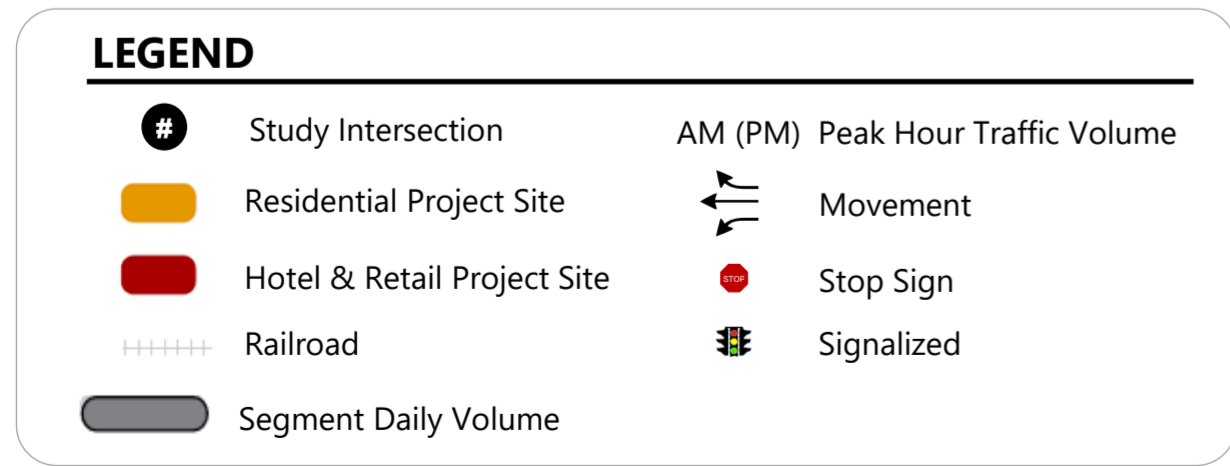 LEGEND
# Study Intersection
Residential Project Site
Hotel & Retail Project Site
Railroad
Segment Daily Volume
AM (PM) Peak Hour Traffic Volume
Movement
STOP Stop Sign
Signalized